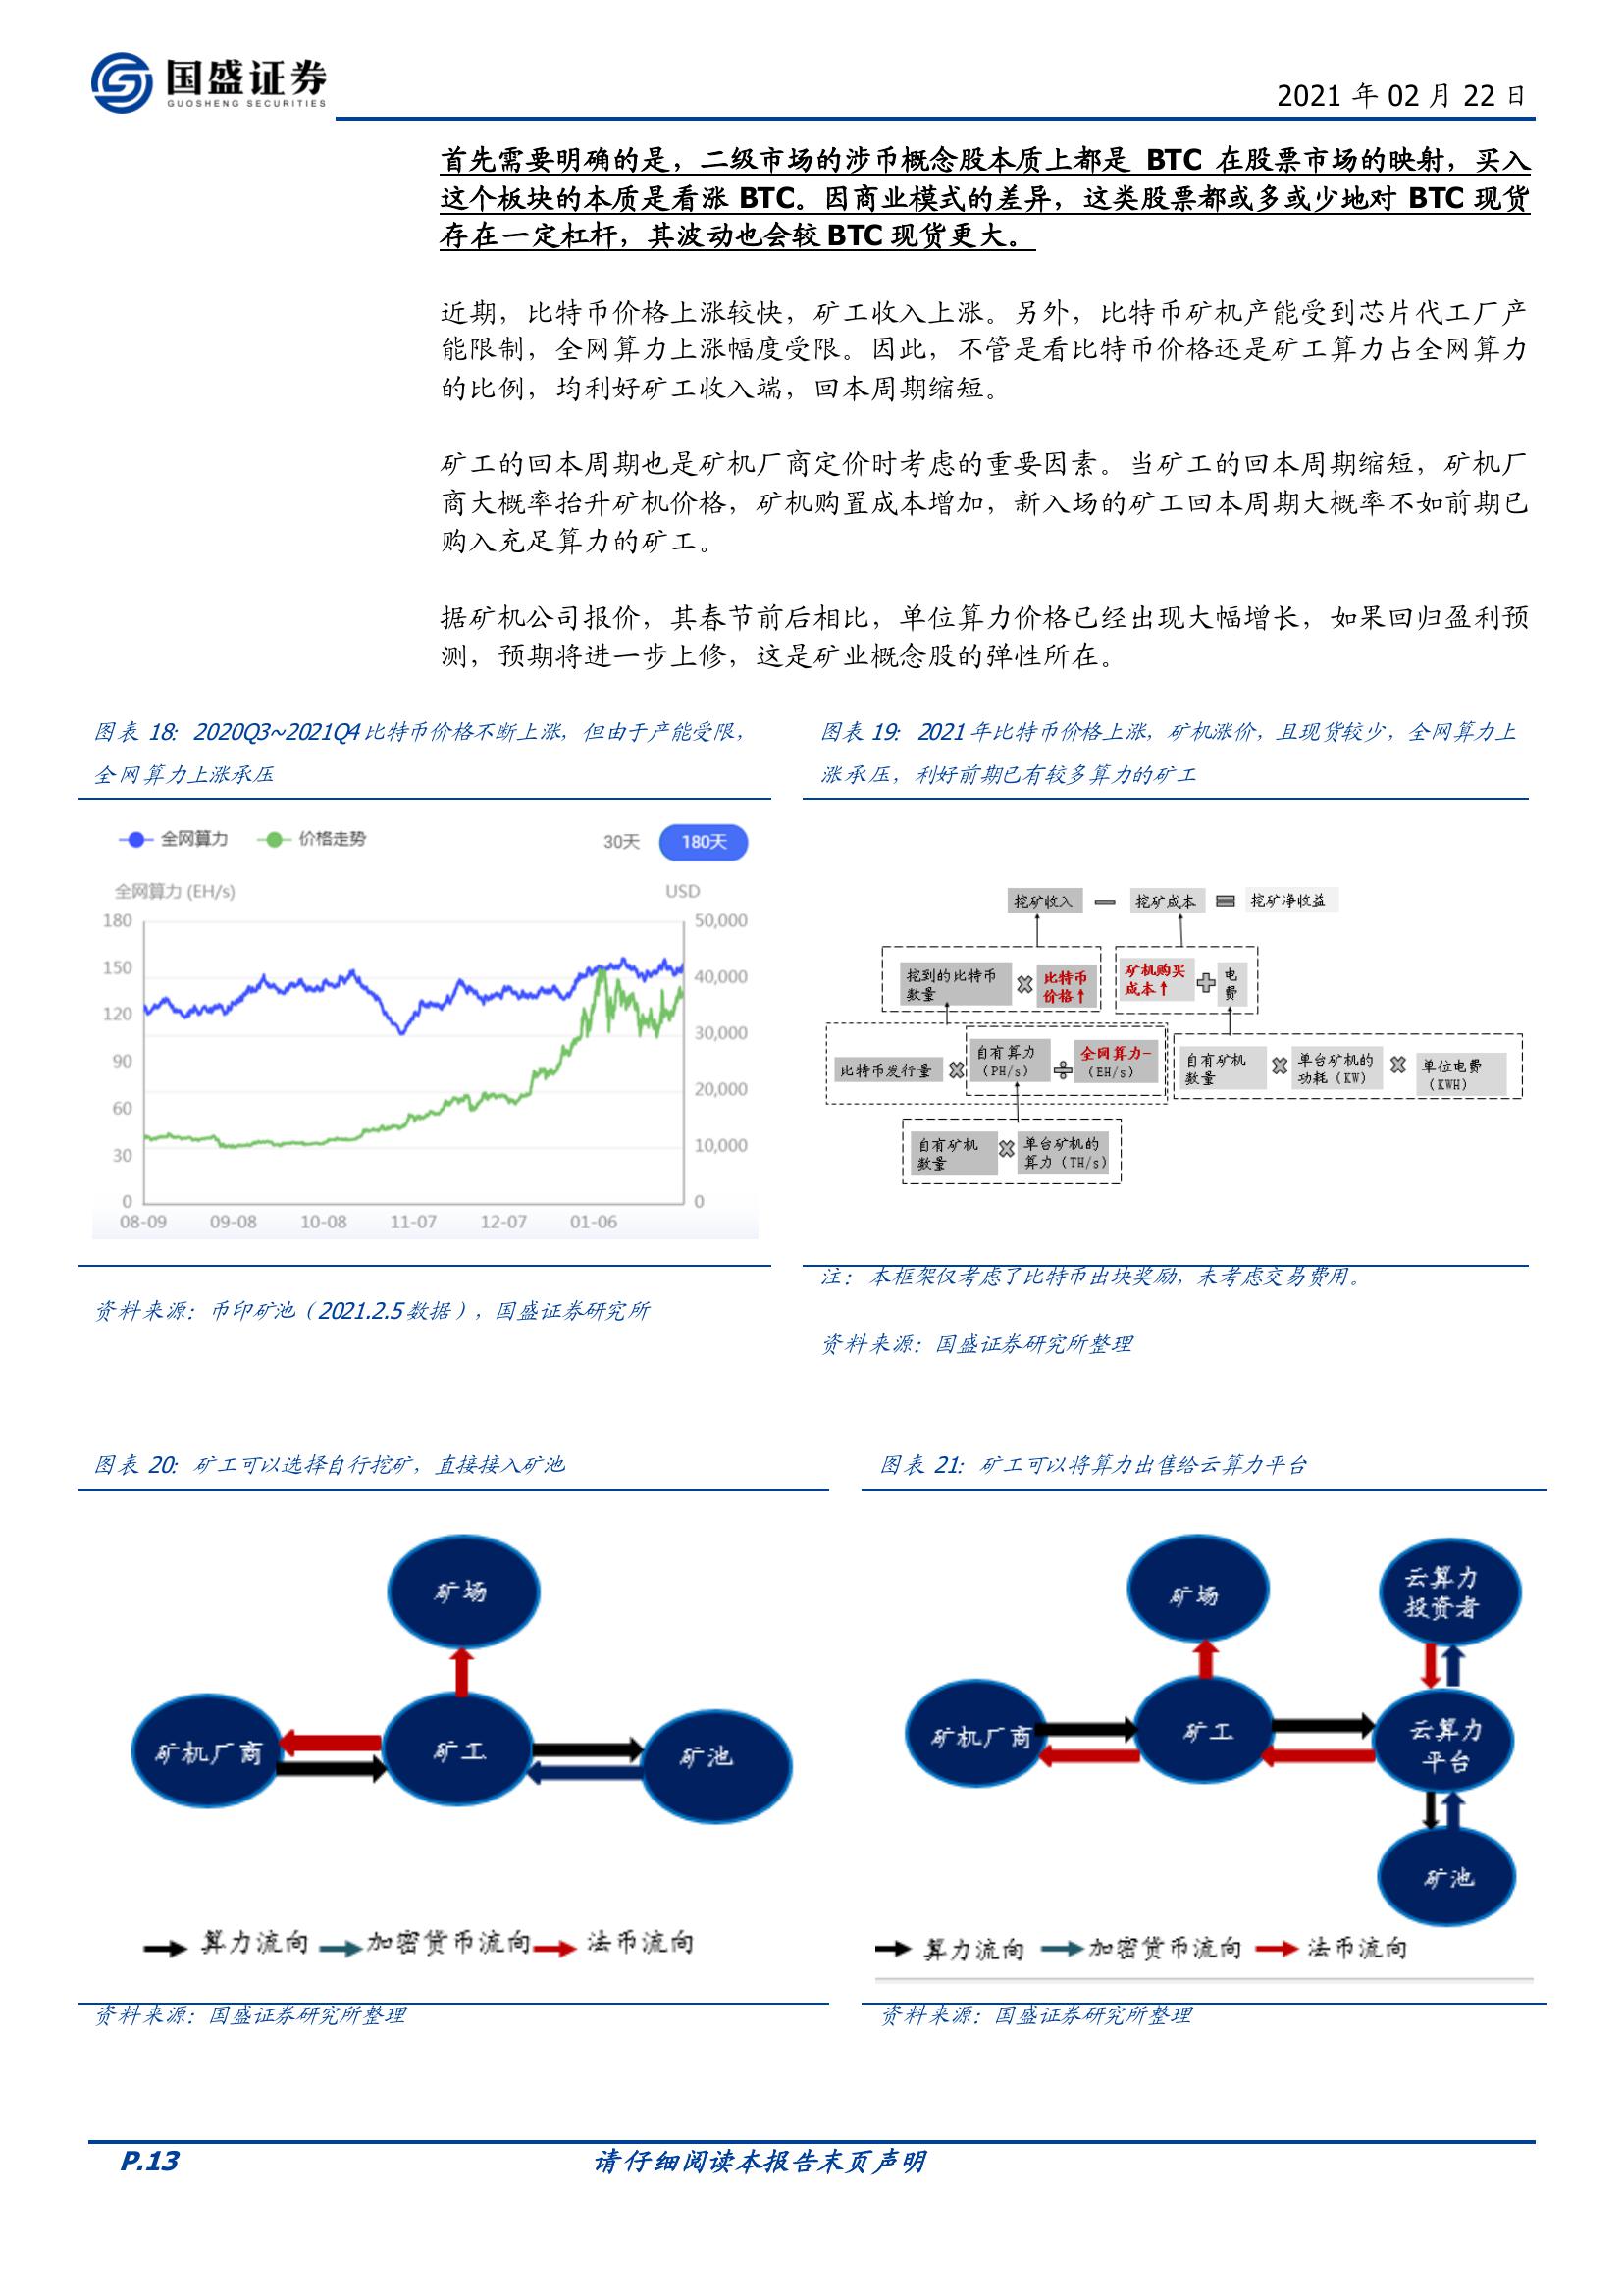 国盛证券
GUOSHENG SECURITIES
2021 年 02 月 22 日
首先需要明确的是，二级市场的涉币概念股本质上都是 BTC 在股票市场的映射，买入
这个板块的本质是看涨 BTC。因商业模式的差异，这类股票都或多或少地对 BTC 现货
存在一定杠杆，其波动也会较 BTC 现货更大。
近期，比特币价格上涨较快，矿工收入上涨。另外，比特币矿机产能受到芯片代工厂产
能限制，全网算力上涨幅度受限。因此，不管是看比特币价格还是矿工算力占全网算力
的比例，均利好矿工收入端，回本周期缩短。
矿工的回本周期也是矿机厂商定价时考虑的重要因素。当矿工的回本周期缩短，矿机厂
商大概率抬升矿机价格，矿机购置成本增加，新入场的矿工回本周期大概率不如前期已
购入充足算力的矿工。
据矿机公司报价，其春节前后相比，单位算力价格已经出现大幅增长，如果回归盈利预
测，预期将进一步上修，这是矿业概念股的弹性所在。
图表 18：2020Q3~2021Q4 比特币价格不断上涨，但由于产能受限，
全网算力上涨承压
全网算力 价格走势 30天 180天
全网算力 (EH/s) USD
180 50,000
150 40,000
120 30,000
90 20,000
60 10,000
30
0 0
08-09 09-08 10-08 11-07 12-07 01-06
资料来源：币印矿池（2021.2.5 数据），国盛证券研究所
图表 19：2021 年比特币价格上涨，矿机涨价，且现货较少，全网算力上
涨承压，利好前期已有较多算力的矿工
挖矿收入 挖矿成本 挖矿净收益
挖到的比特币
数量
比特币
价格↑
矿机购买
成本↑
电
费
比特币发行量
自有算力
（PH/s）
全网算力—
（EH/s）
自有矿机
数量
单台矿机的
功耗（KW）
单位电费
（KWH）
自有矿机
数量
单台矿机的
算力（TH/s）
注：本框架仅考虑了比特币出块奖励，未考虑交易费用。
资料来源：国盛证券研究所整理
图表 20：矿工可以选择自行挖矿，直接接入矿池
矿场
矿机厂商 矿工 矿池
算力流向 加密货币流向 法币流向
资料来源：国盛证券研究所整理
图表 21：矿工可以将算力出售给云算力平台
矿场
云算力
投资者
矿机厂商 矿工
云算力
平台
矿池
算力流向 加密货币流向 法币流向
资料来源：国盛证券研究所整理
P.13 请仔细阅读本报告末页声明